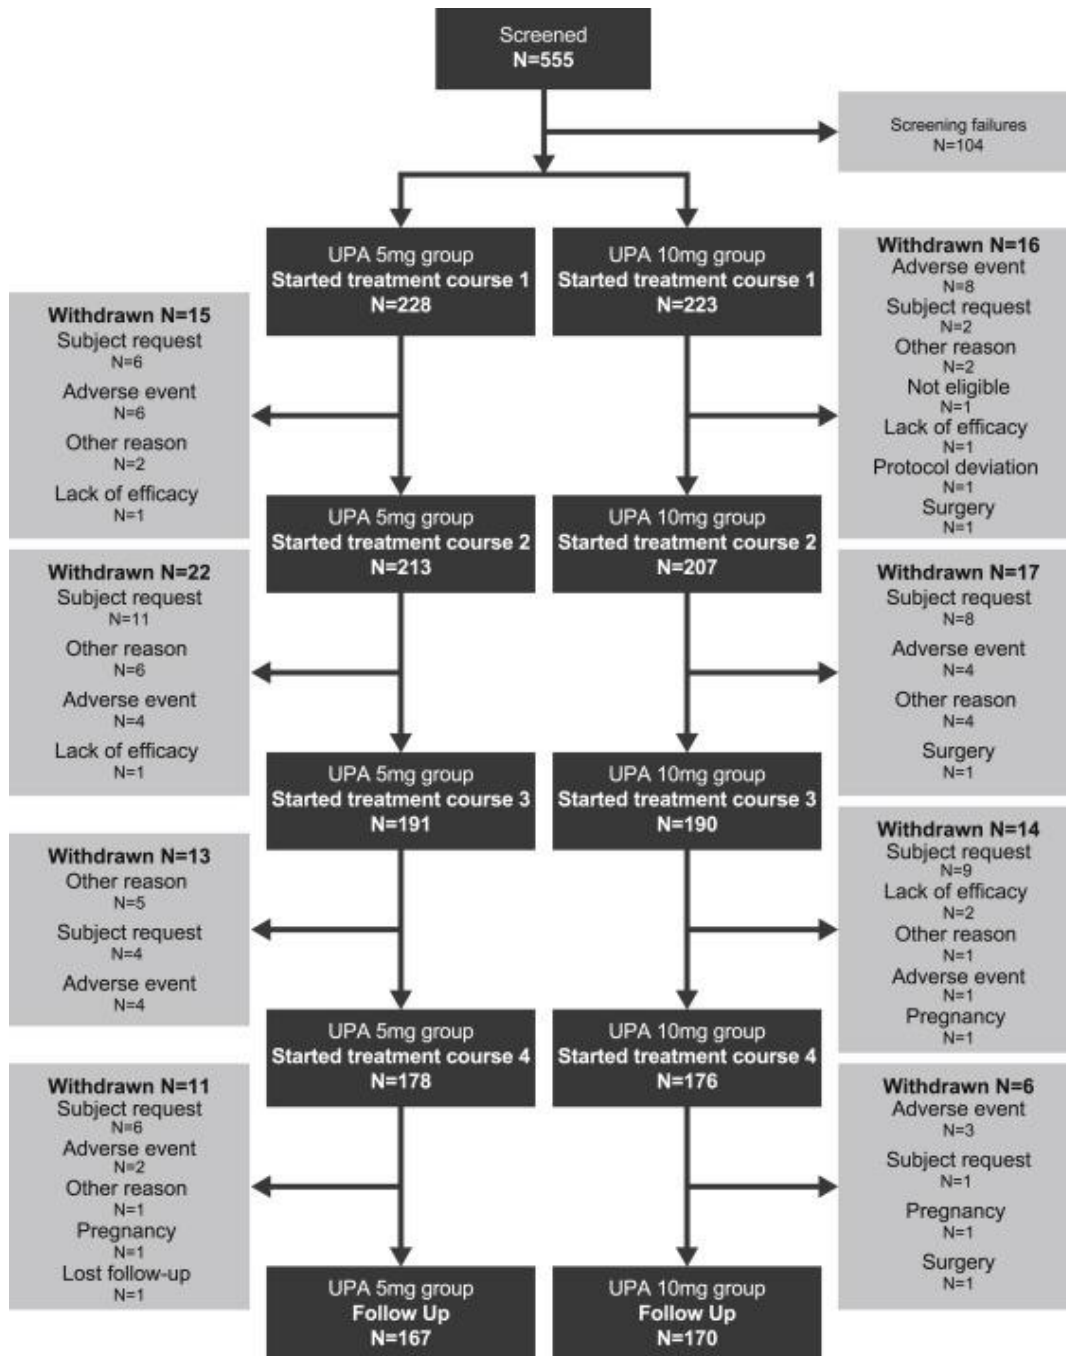 Screened
N=555
Screening failures
N=104
UPA 5mg group
Started treatment course 1
N=228
UPA 10mg group
Started treatment course 1
N=223
Withdrawn N=15
Subject request
N=6
Adverse event
N=6
Other reason
N=2
Lack of efficacy
N=1
Withdrawn N=16
Adverse event
N=8
Subject request
N=2
Other reason
N=2
Not eligible
N=1
Lack of efficacy
N=1
Protocol deviation
N=1
Surgery
N=1
UPA 5mg group
Started treatment course 2
N=213
UPA 10mg group
Started treatment course 2
N=207
Withdrawn N=22
Subject request
N=11
Other reason
N=6
Adverse event
N=4
Lack of efficacy
N=1
Withdrawn N=17
Subject request
N=8
Adverse event
N=4
Other reason
N=4
Surgery
N=1
UPA 5mg group
Started treatment course 3
N=191
UPA 10mg group
Started treatment course 3
N=190
Withdrawn N=13
Other reason
N=5
Subject request
N=4
Adverse event
N=4
Withdrawn N=14
Subject request
N=9
Lack of efficacy
N=2
Other reason
N=1
Adverse event
N=1
Pregnancy
N=1
UPA 5mg group
Started treatment course 4
N=178
UPA 10mg group
Started treatment course 4
N=176
Withdrawn N=11
Subject request
N=6
Adverse event
N=2
Other reason
N=1
Pregnancy
N=1
Lost follow-up
N=1
Withdrawn N=6
Adverse event
N=3
Subject request
N=1
Pregnancy
N=1
Surgery
N=1
UPA 5mg group
Follow Up
N=167
UPA 10mg group
Follow Up
N=170